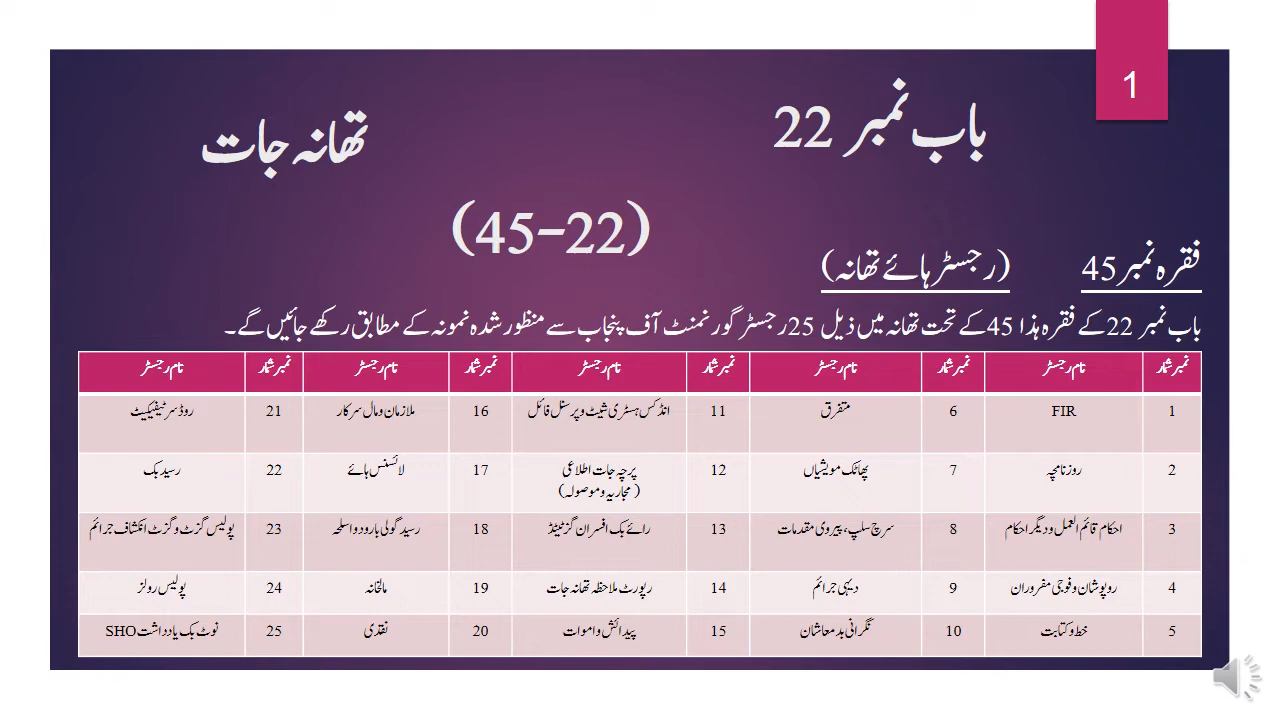 1
باب نمبر 22 تھانہ جات
(22-45)
فقرہ نمبر 45 (رجسٹر ہائے تھانہ)
باب نمبر 22 کے فقرہ ہذا 45 کے تحت تھانہ میں ذیل 25 رجسٹر گورنمنٹ آف پنجاب سے منظور شدہ نمونہ کے مطابق رکھے جائیں گے۔
نمبر شمار نام رجسٹر نمبر شمار نام رجسٹر نمبر شمار نام رجسٹر نمبر شمار نام رجسٹر نمبر شمار نام رجسٹر
1 FIR 6 متفرق 11 انڈکس ہسٹری شیٹ و پرسنل فائل 16 ملازمان و مال سرکار 21 روڈ سرٹیفیکیٹ
2 روزنامچہ 7 پھاٹک مویشیاں 12 پرچہ جات اطلاعی 17 لائسنس ہائے 22 رسید بک
(مجاریہ و موصولہ)
3 احکام قائم العمل و دیگر احکام 8 سرچ سلپ، پیروی مقدمات 13 رائے بک افسران گزٹیڈ 18 رسید گولی بارود و اسلحہ 23 پولیس گزٹ و گزٹ انکشاف جرائم
4 روپوشان و فوجی مفروران 9 دیہی جرائم 14 رپورٹ ملاحظہ تھانہ جات 19 مالخانہ 24 پولیس رولز
5 خط و کتابت 10 نگرانی بدمعاشان 15 پیدائش و اموات 20 نقدی 25 نوٹ بک یادداشت SHO